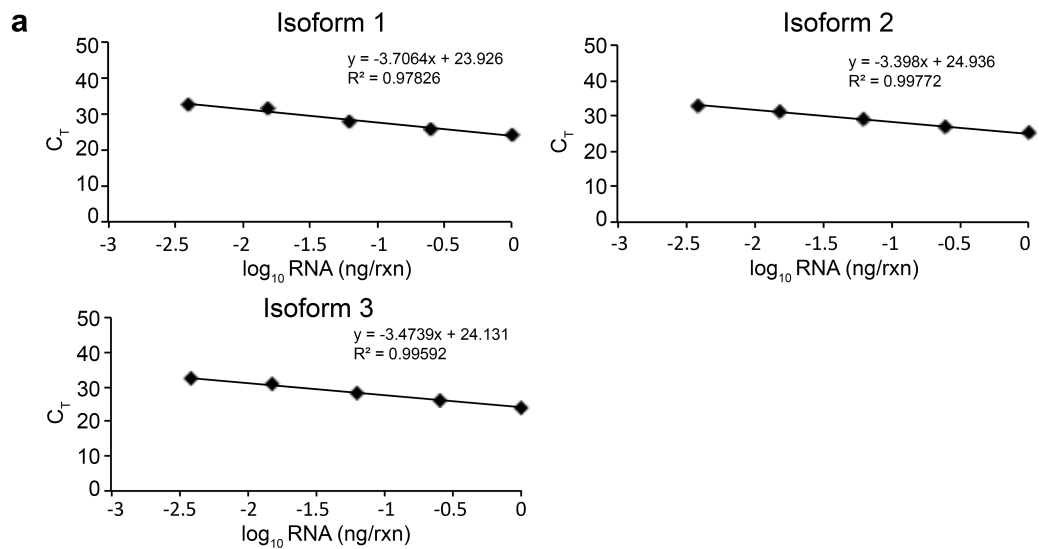 a
Isoform 1
y = -3.7064x + 23.926
R² = 0.97826
50
40
30
20
10
0
C_T
-3 -2.5 -2 -1.5 -1 -0.5 0
log₁₀ RNA (ng/rxn)
Isoform 2
y = -3.398x + 24.936
R² = 0.99772
50
40
30
20
10
0
C_T
-3 -2.5 -2 -1.5 -1 -0.5 0
log₁₀ RNA (ng/rxn)
Isoform 3
y = -3.4739x + 24.131
R² = 0.99592
50
40
30
20
10
0
C_T
-3 -2.5 -2 -1.5 -1 -0.5 0
log₁₀ RNA (ng/rxn)